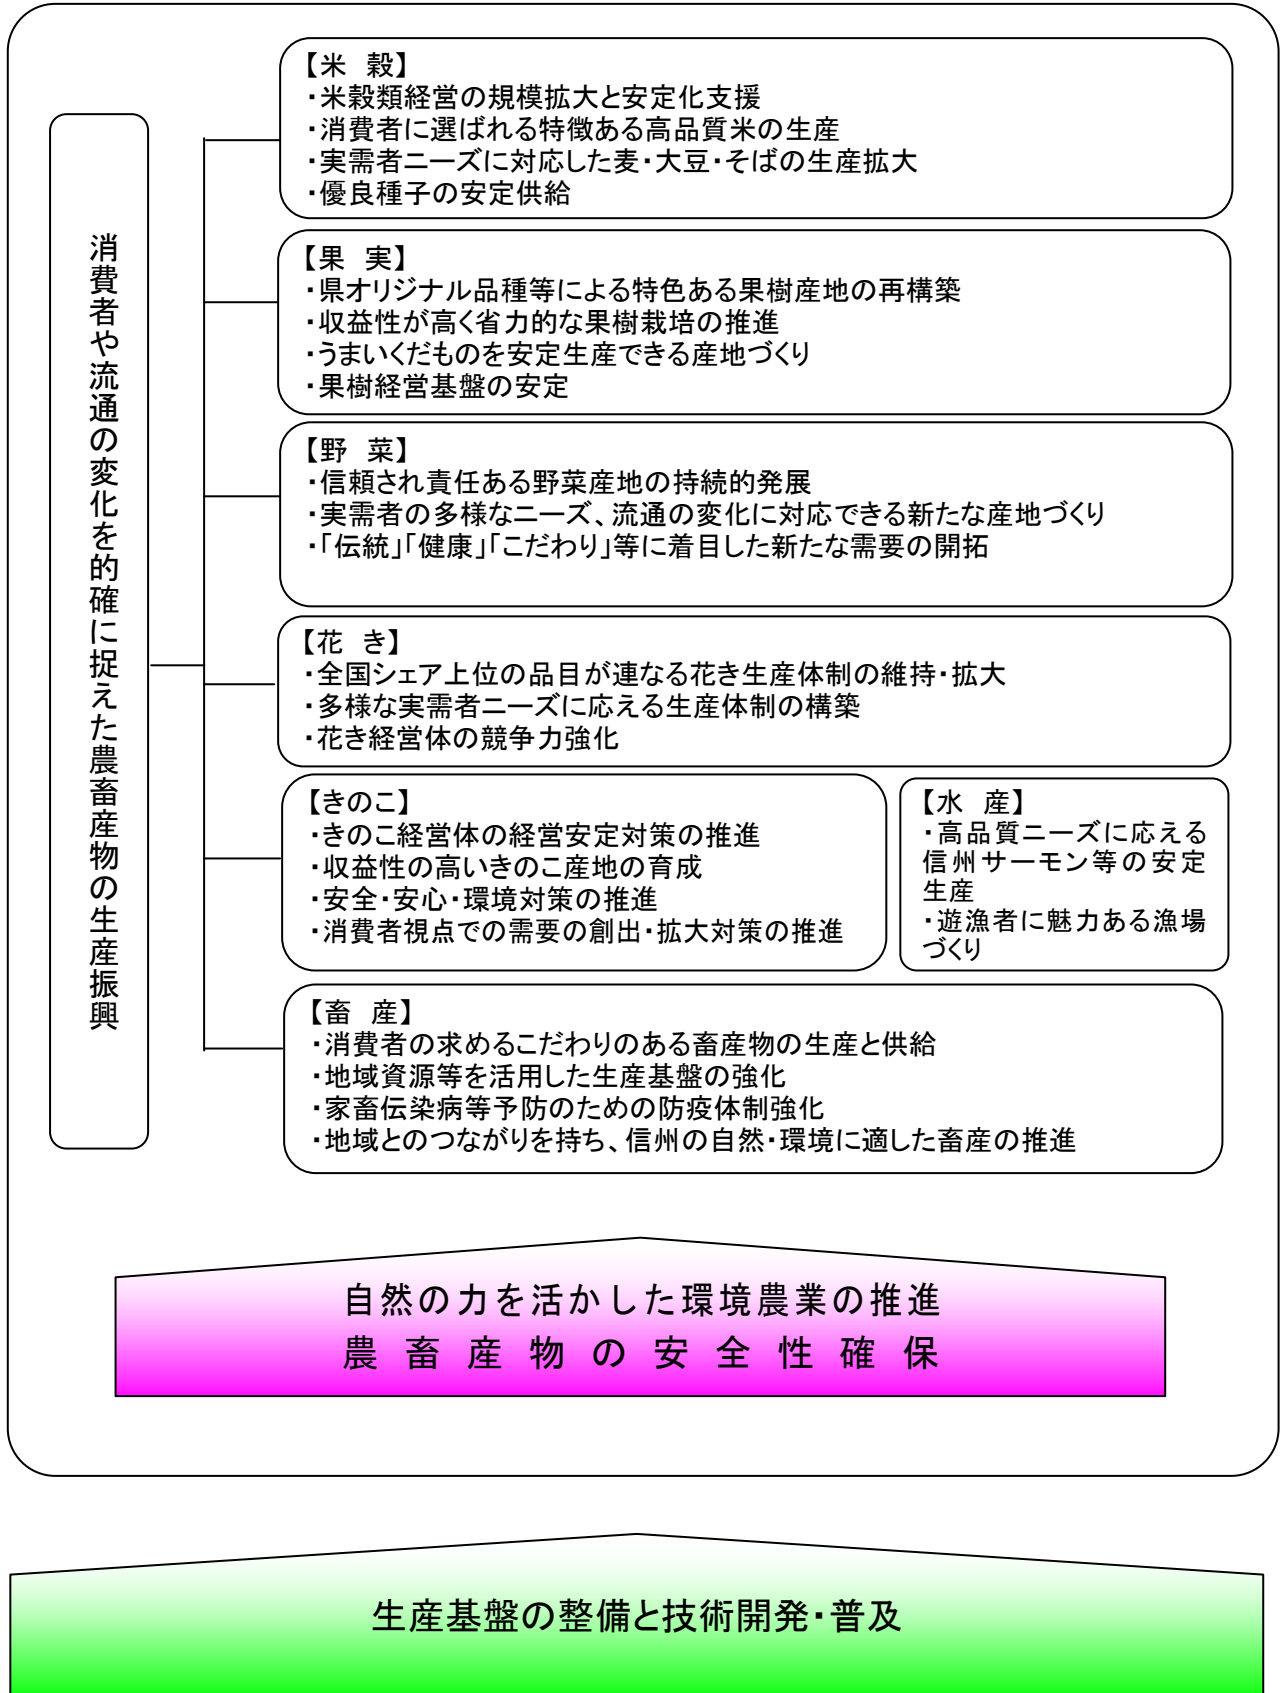 消費者や流通の変化を的確に捉えた農畜産物の生産振興
【米　穀】
・米穀類経営の規模拡大と安定化支援
・消費者に選ばれる特徴ある高品質米の生産
・実需者ニーズに対応した麦・大豆・そばの生産拡大
・優良種子の安定供給
【果　実】
・県オリジナル品種等による特色ある果樹産地の再構築
・収益性が高く省力的な果樹栽培の推進
・うまいくだものを安定生産できる産地づくり
・果樹経営基盤の安定
【野　菜】
・信頼され責任ある野菜産地の持続的発展
・実需者の多様なニーズ、流通の変化に対応できる新たな産地づくり
・「伝統」「健康」「こだわり」等に着目した新たな需要の開拓
【花　き】
・全国シェア上位の品目が連なる花き生産体制の維持・拡大
・多様な実需者ニーズに応える生産体制の構築
・花き経営体の競争力強化
【きのこ】
・きのこ経営体の経営安定対策の推進
・収益性の高いきのこ産地の育成
・安全・安心・環境対策の推進
・消費者視点での需要の創出・拡大対策の推進
【水　産】
・高品質ニーズに応える
信州サーモン等の安定
生産
・遊漁者に魅力ある漁場
づくり
【畜　産】
・消費者の求めるこだわりのある畜産物の生産と供給
・地域資源等を活用した生産基盤の強化
・家畜伝染病等予防のための防疫体制強化
・地域とのつながりを持ち、信州の自然・環境に適した畜産の推進
自然の力を活かした環境農業の推進
農畜産物の安全性確保
生産基盤の整備と技術開発・普及